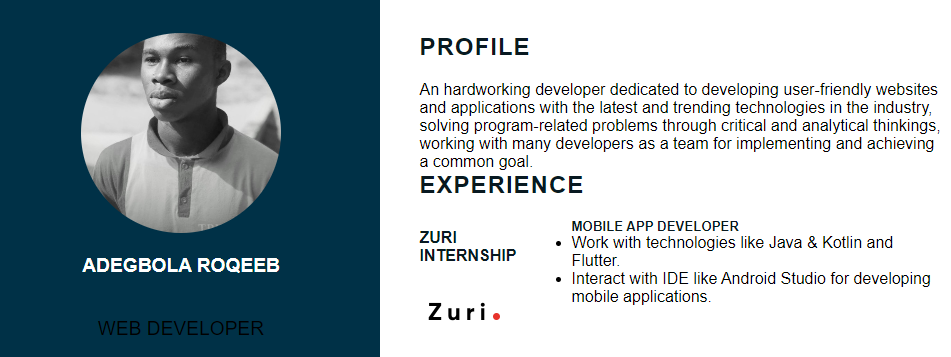 ADEGBOLA ROQEEB
WEB DEVELOPER
PROFILE
An hardworking developer dedicated to developing user-friendly websites
and applications with the latest and trending technologies in the industry,
solving program-related problems through critical and analytical thinkings,
working with many developers as a team for implementing and achieving
a common goal.
EXPERIENCE
ZURI
INTERNSHIP
Zuri.
MOBILE APP DEVELOPER
• Work with technologies like Java & Kotlin and
Flutter.
• Interact with IDE like Android Studio for developing
mobile applications.